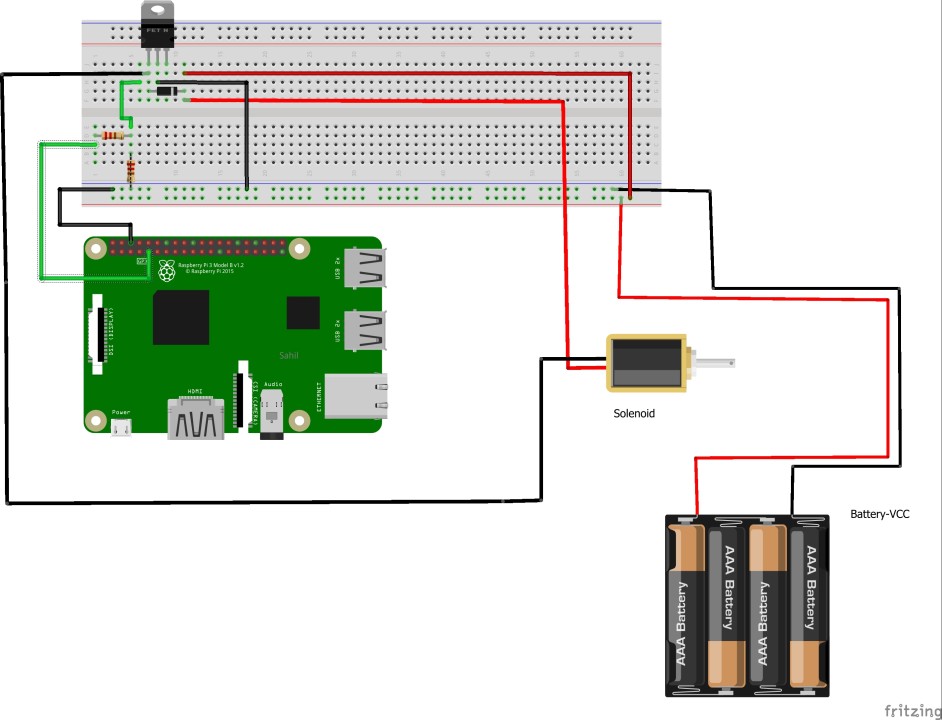 FET N
Raspberry Pi 3 Model B v1.2
© Raspberry Pi 2015
GPIO
USB 2x
DSI (DISPLAY)
USB 2x
Sahil
HDMI
CSI (CAMERA)
Audio
ETHERNET
Power
Solenoid
Battery-VCC
AAA Battery
AAA Battery
AAA Battery
AAA Battery
fritzing